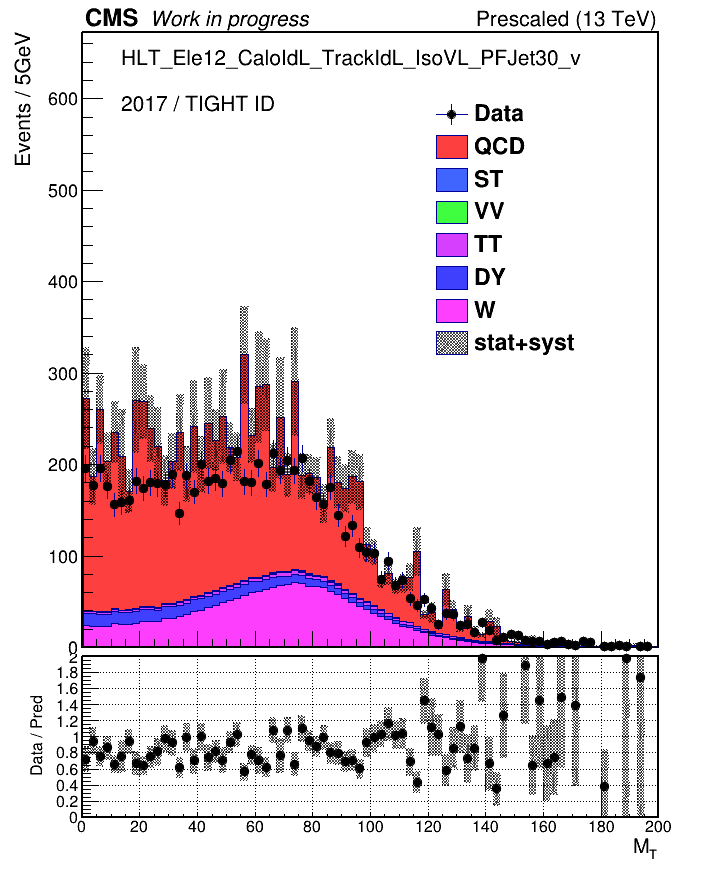 CMS Work in progress Prescaled (13 TeV)
Events / 5GeV
HLT_Ele12_CaloIdL_TrackIdL_IsoVL_PFJet30_v
2017 / TIGHT ID
Data
QCD
ST
VV
TT
DY
W
stat+syst
600
500
400
300
200
100
0
Data / Pred
2
1.8
1.6
1.4
1.2
1
0.8
0.6
0.4
0.2
0
0 20 40 60 80 100 120 140 160 180 200
M_T